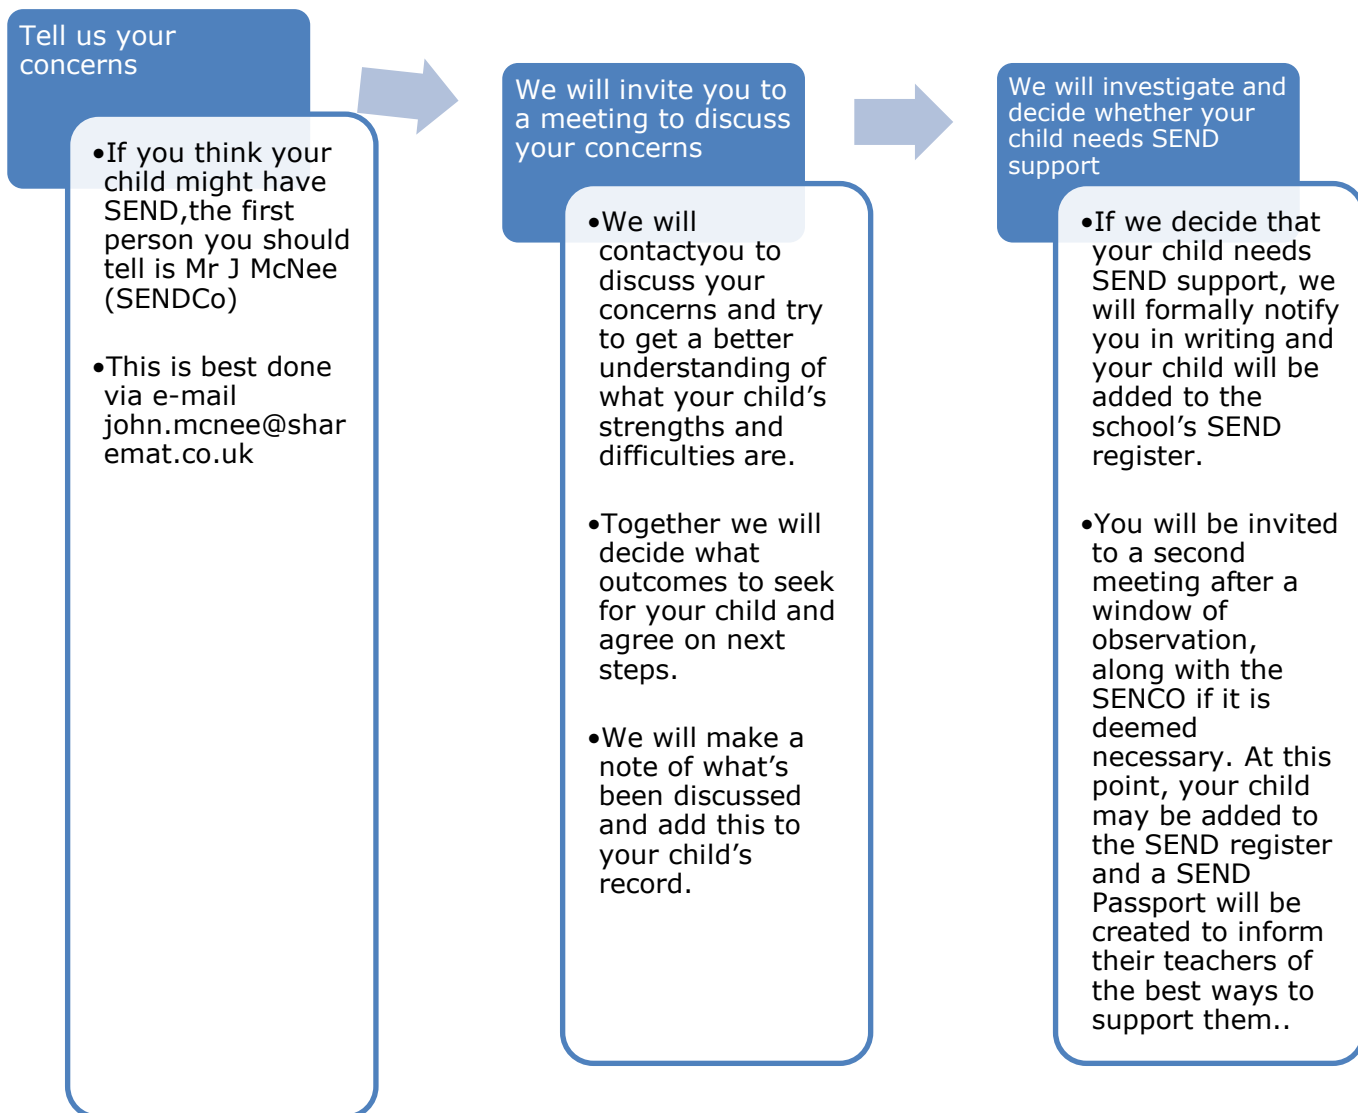 Tell us your
concerns
•If you think your
child might have
SEND,the first
person you should
tell is Mr J McNee
(SENDCo)
•This is best done
via e-mail
john.mcnee@shar
emat.co.uk
We will invite you to
a meeting to discuss
your concerns
•We will
contactyou to
discuss your
concerns and try
to get a better
understanding of
what your child’s
strengths and
difficulties are.
•Together we will
decide what
outcomes to seek
for your child and
agree on next
steps.
•We will make a
note of what’s
been discussed
and add this to
your child’s
record.
We will investigate and
decide whether your
child needs SEND
support
•If we decide that
your child needs
SEND support, we
will formally notify
you in writing and
your child will be
added to the
school’s SEND
register.
•You will be invited
to a second
meeting after a
window of
observation,
along with the
SENCO if it is
deemed
necessary. At this
point, your child
may be added to
the SEND register
and a SEND
Passport will be
created to inform
their teachers of
the best ways to
support them..